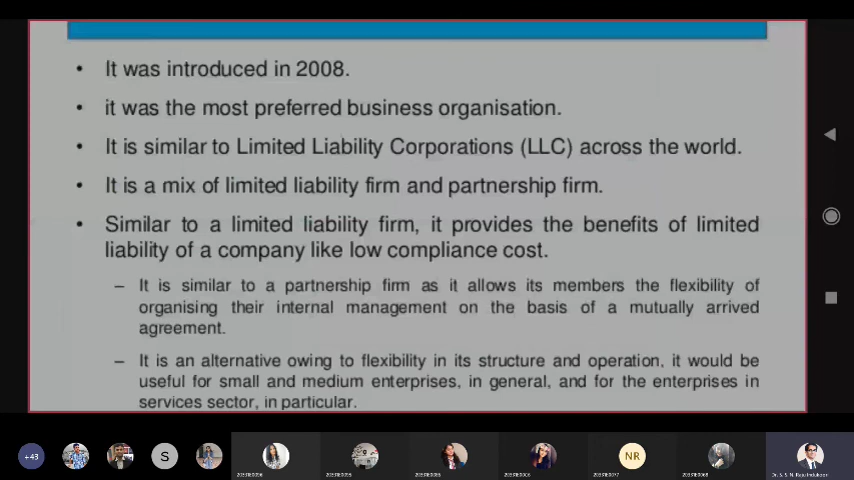 • It was introduced in 2008.
• it was the most preferred business organisation.
• It is similar to Limited Liability Corporations (LLC) across the world.
• It is a mix of limited liability firm and partnership firm.
• Similar to a limited liability firm, it provides the benefits of limited
liability of a company like low compliance cost.
– It is similar to a partnership firm as it allows its members the flexibility of
organising their internal management on the basis of a mutually arrived
agreement.
– It is an alternative owing to flexibility in its structure and operation, it would be
useful for small and medium enterprises, in general, and for the enterprises in
services sector, in particular.
+43
S
NR